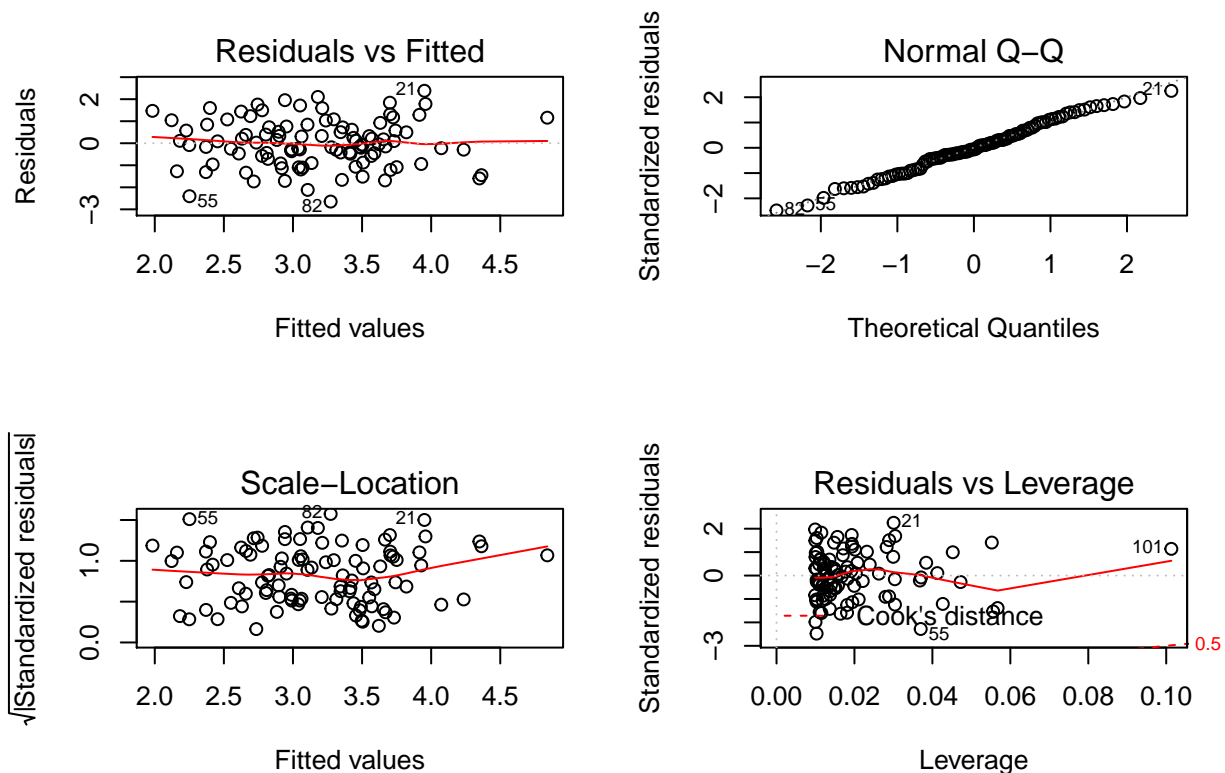 Residuals vs Fitted
Residuals
2
0
−3
21
55
82
2.0 2.5 3.0 3.5 4.0 4.5
Fitted values
Normal Q−Q
Standardized residuals
2
0
−2
21
82
55
−2 −1 0 1 2
Theoretical Quantiles
Scale−Location
√|Standardized residuals|
1.0
0.0
55
82
21
2.0 2.5 3.0 3.5 4.0 4.5
Fitted values
Residuals vs Leverage
Standardized residuals
2
0
−3
21
101
55
Cook's distance
0.5
0.00 0.02 0.04 0.06 0.08 0.10
Leverage